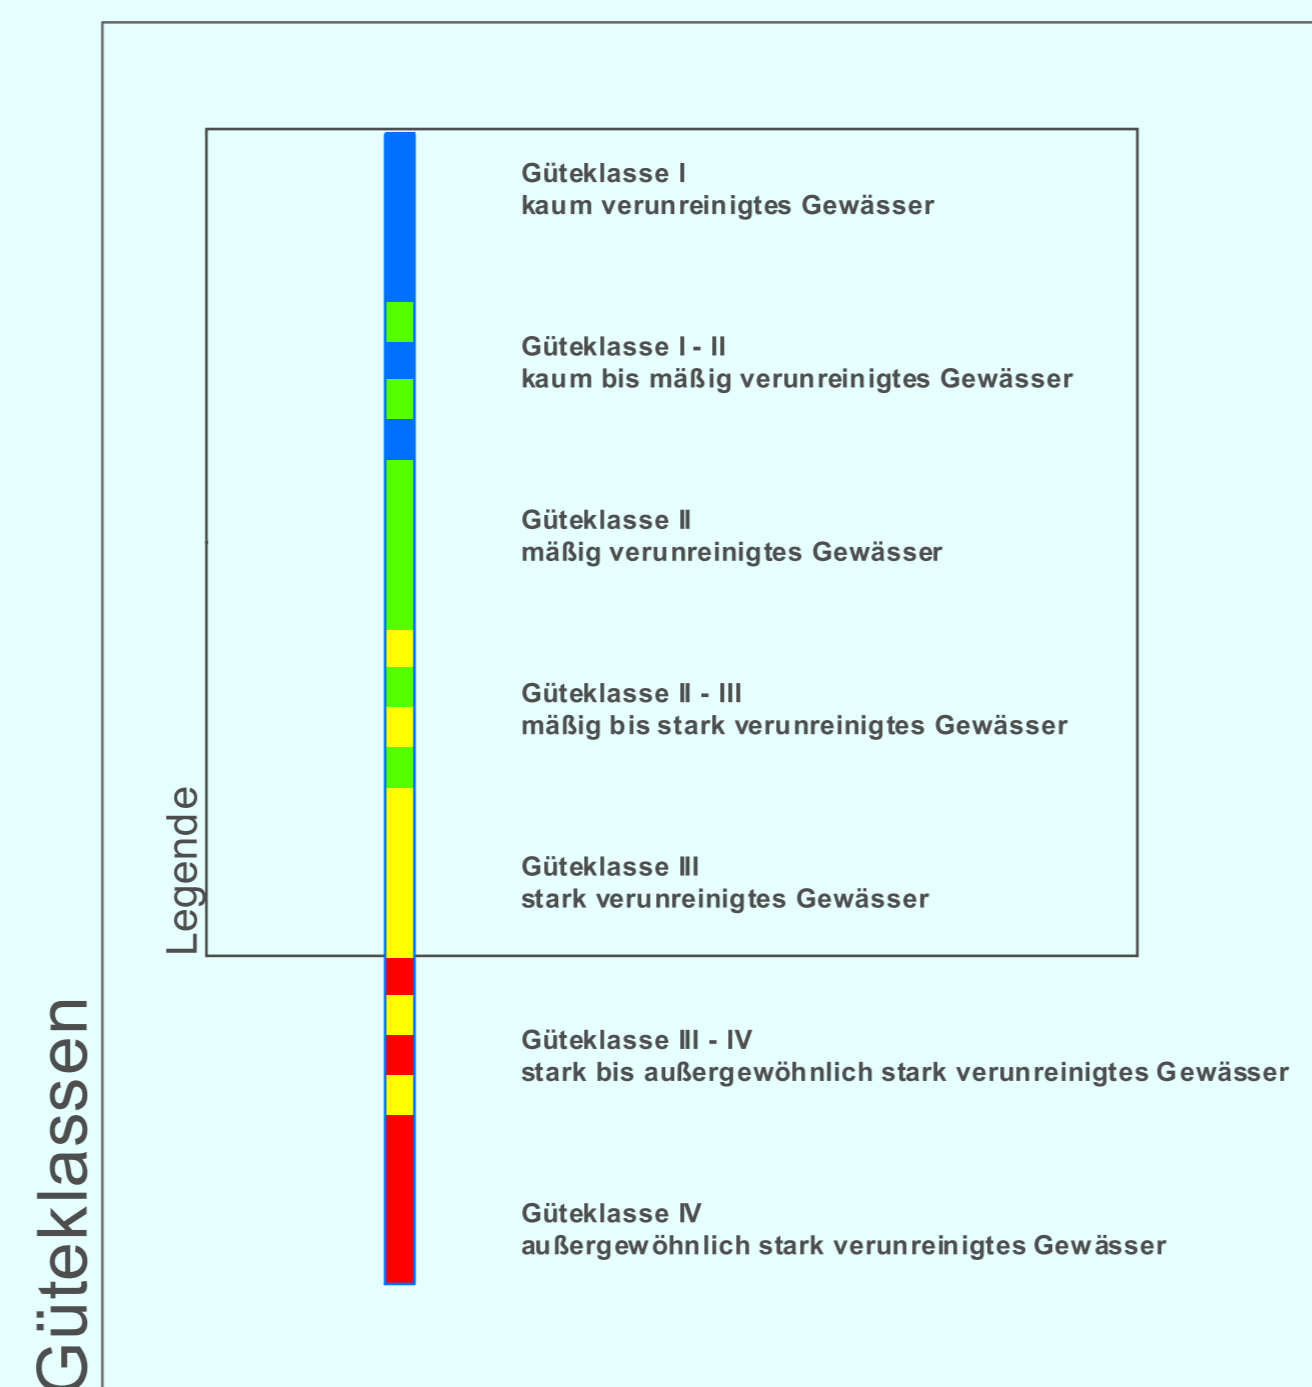 Güteklassen
Legende
Güteklasse I
kaum verunreinigtes Gewässer
Güteklasse I - II
kaum bis mäßig verunreinigtes Gewässer
Güteklasse II
mäßig verunreinigtes Gewässer
Güteklasse II - III
mäßig bis stark verunreinigtes Gewässer
Güteklasse III
stark verunreinigtes Gewässer
Güteklasse III - IV
stark bis außergewöhnlich stark verunreinigtes Gewässer
Güteklasse IV
außergewöhnlich stark verunreinigtes Gewässer